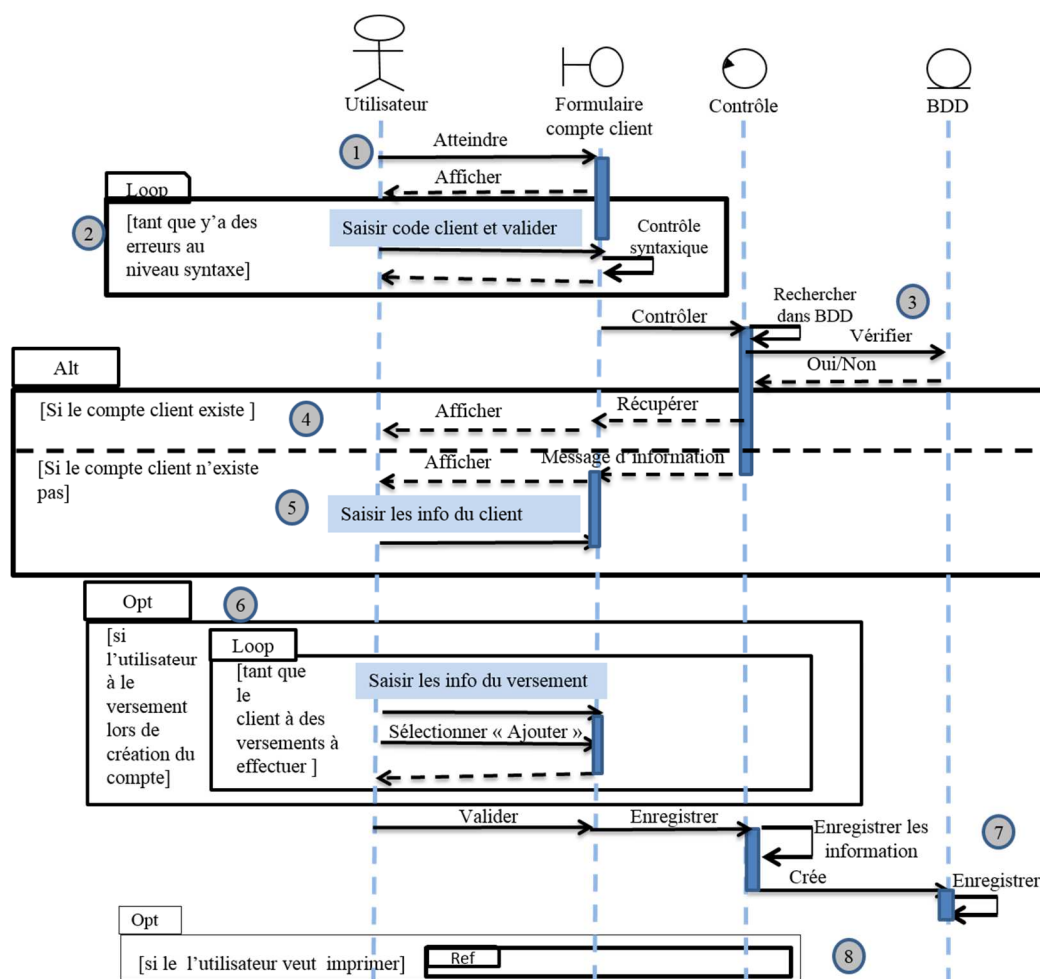 Utilisateur
Formulaire
compte client
Contrôle
BDD
1
Atteindre
Afficher
Loop
2
[tant que y’a des
erreurs au
niveau syntaxe]
Saisir code client et valider
Contrôle
syntaxique
Contrôler
Rechercher
dans BDD
3
Vérifier
Oui/Non
Alt
[Si le compte client existe ]
4
Afficher
Récupérer
[Si le compte client n’existe
pas]
Afficher
Message d’information
5
Saisir les info du client
Opt
6
[si
l’utilisateur
à le
versement
lors de
création du
compte]
Loop
[tant que
le
client à des
versements à
effectuer ]
Saisir les info du versement
Sélectionner « Ajouter »
Valider
Enregistrer
Enregistrer les
information
7
Crée
Enregistrer
Opt
[si le l’utilisateur veut imprimer]
Ref
8